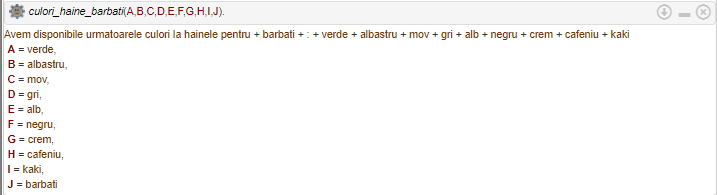 culori_haine_barbati(A,B,C,D,E,F,G,H,I,J).
Avem disponibile urmatoarele culori la hainele pentru + barbati + : + verde + albastru + mov + gri + alb + negru + crem + cafeniu + kaki
A = verde,
B = albastru,
C = mov,
D = gri,
E = alb,
F = negru,
G = crem,
H = cafeniu,
I = kaki,
J = barbati